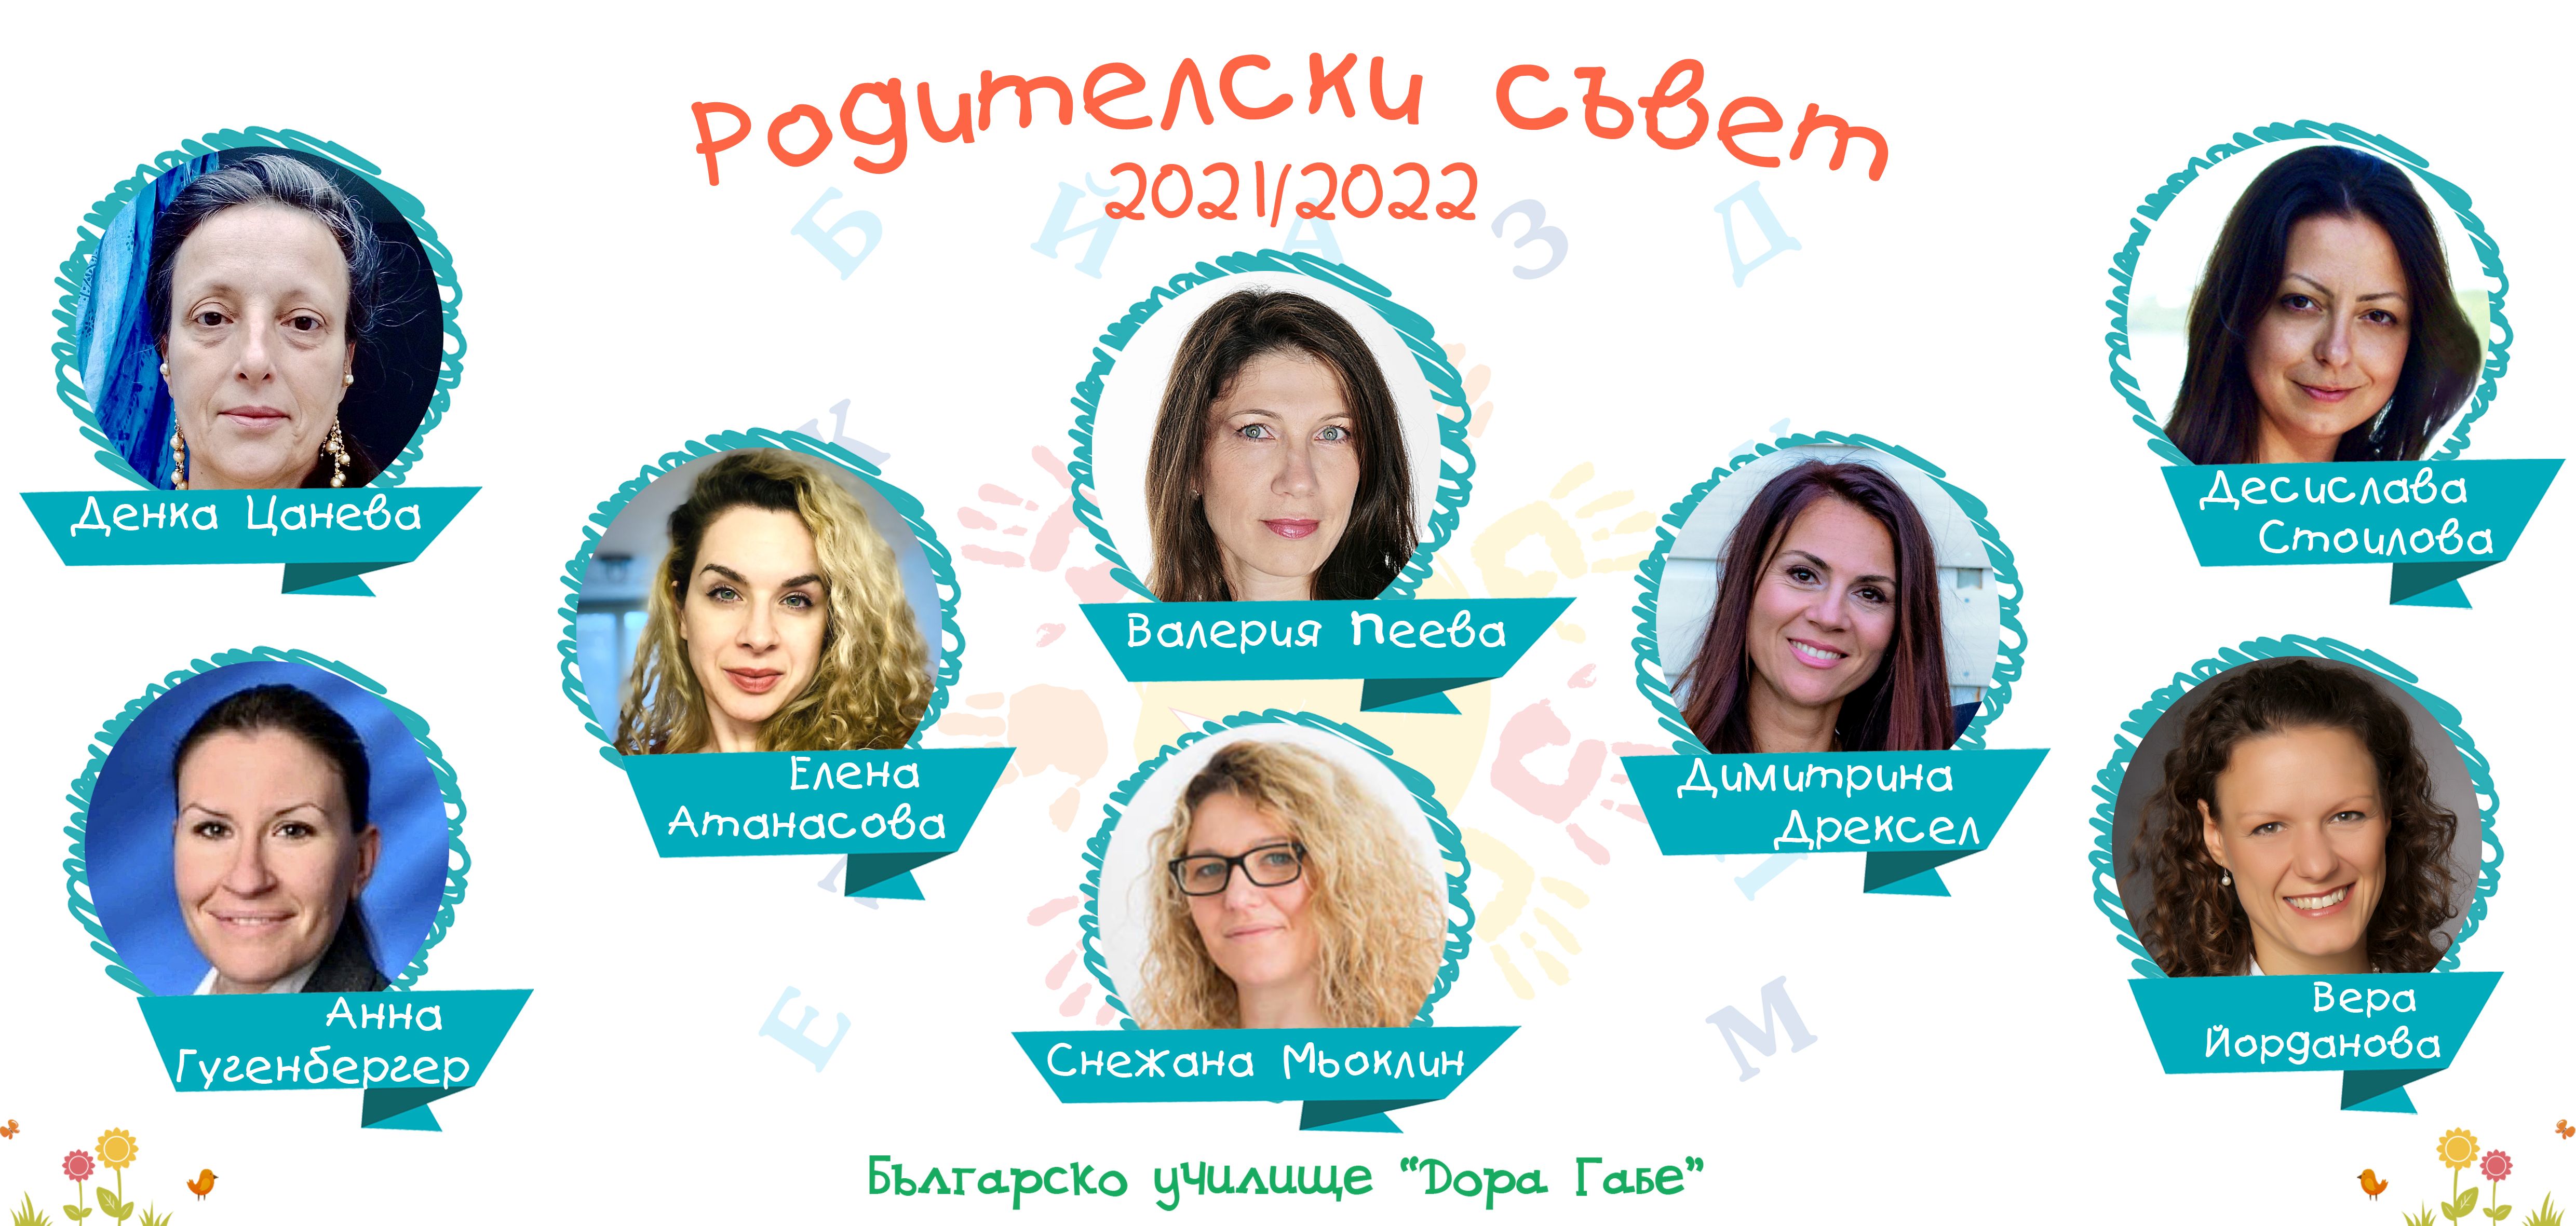 Родителски съвет
2021/2022
Б Й А З Д
К
Денка Цанева
Валерия Пеева
Десислава
Стоилова
Елена
Атанасова
Димитрина
Дрексел
Анна
Гугенбергер
Снежана Мьоклин
Вера
Йорданова
Е
М
Българско училище "Дора Габе"